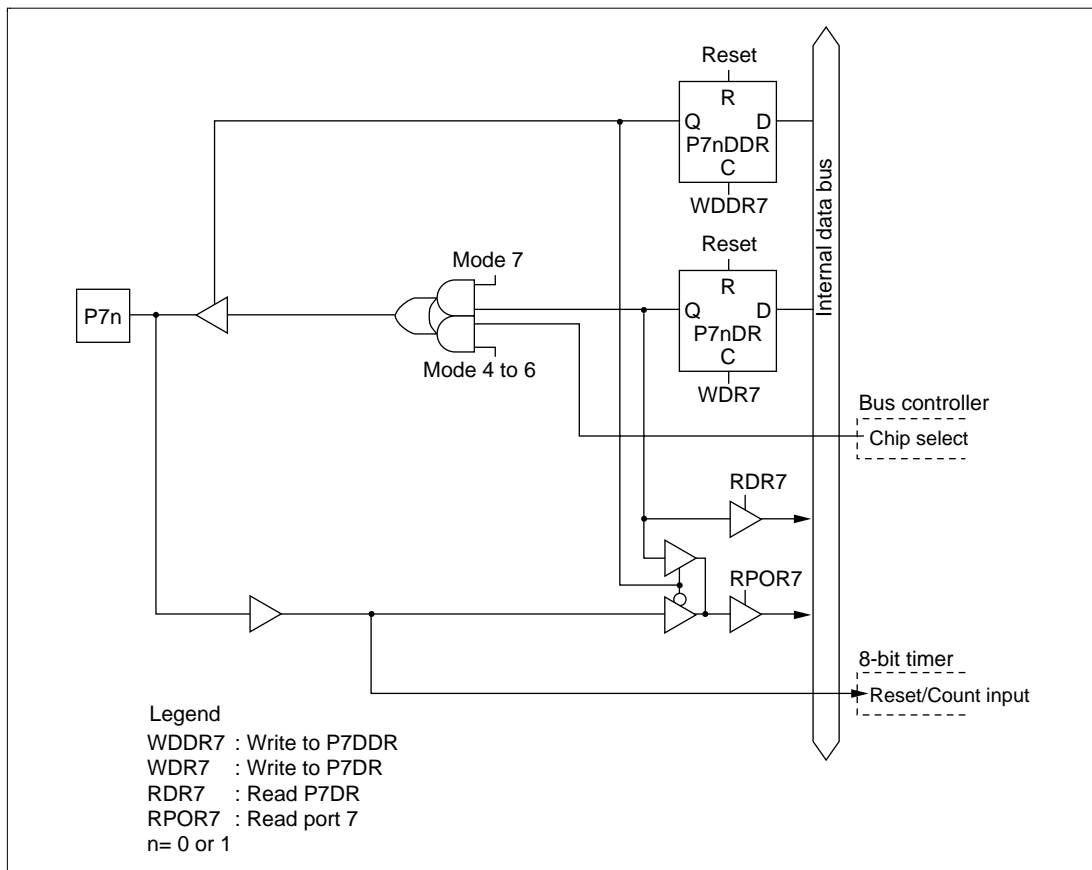 Reset
R
Q D
P7nDDR
C
WDDR7
Internal data bus
Reset
R
Q D
P7nDR
C
WDR7
Mode 7
P7n
Mode 4 to 6
Bus controller
Chip select
RDR7
RPOR7
8-bit timer
Reset/Count input
Legend
WDDR7 : Write to P7DDR
WDR7 : Write to P7DR
RDR7 : Read P7DR
RPOR7 : Read port 7
n= 0 or 1